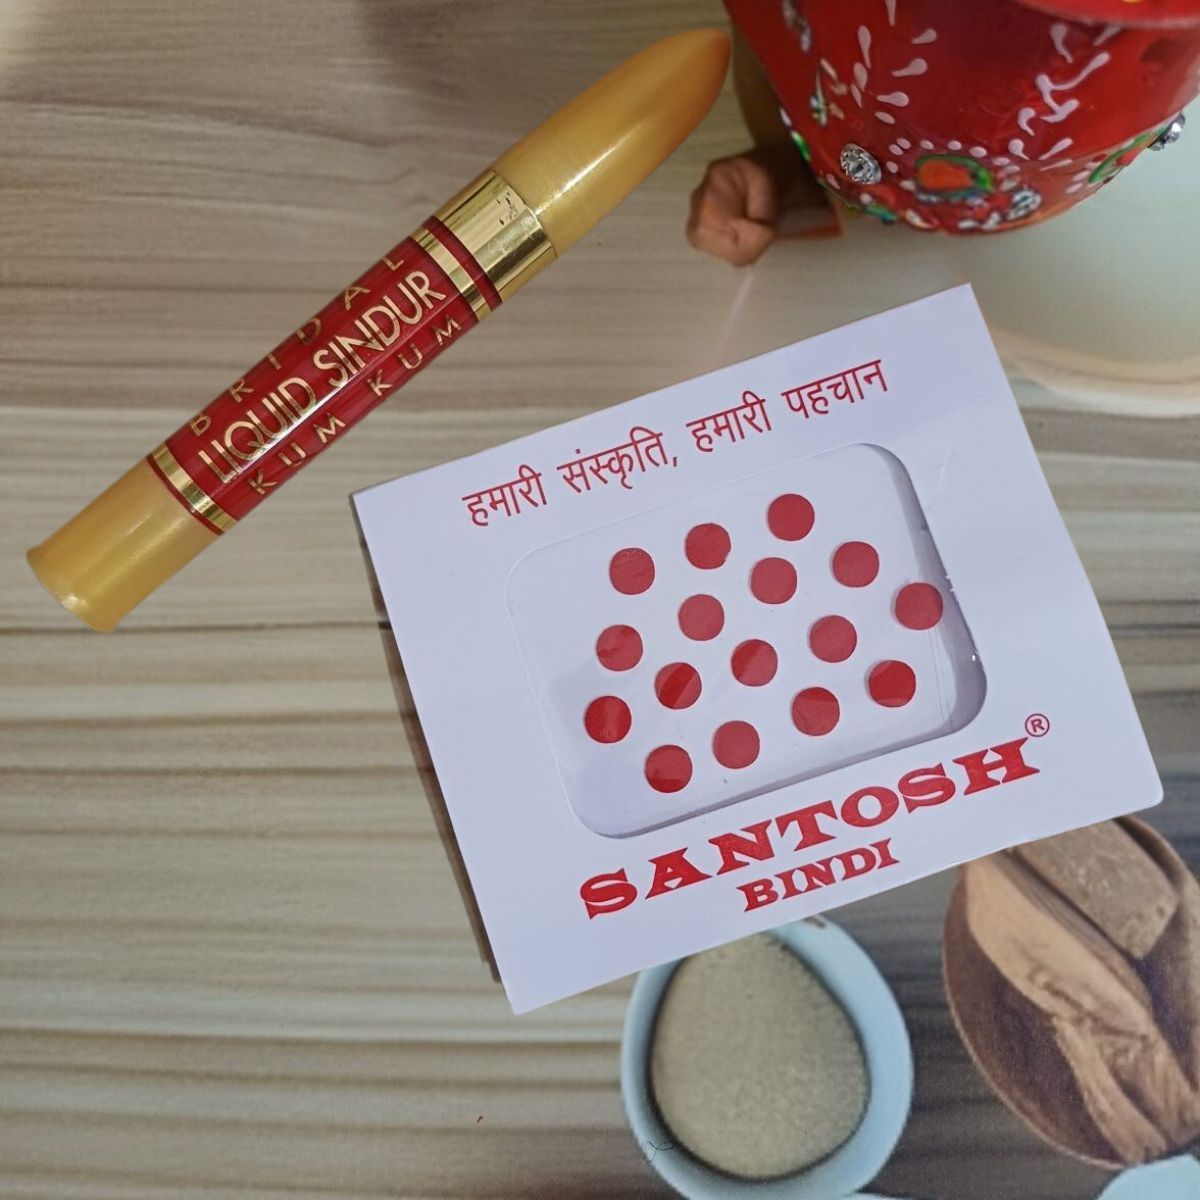 BRIDAL
LIQUID SINDUR
KUM KUM
हमारी संस्कृति, हमारी पहचान
SANTOSH®
BINDI